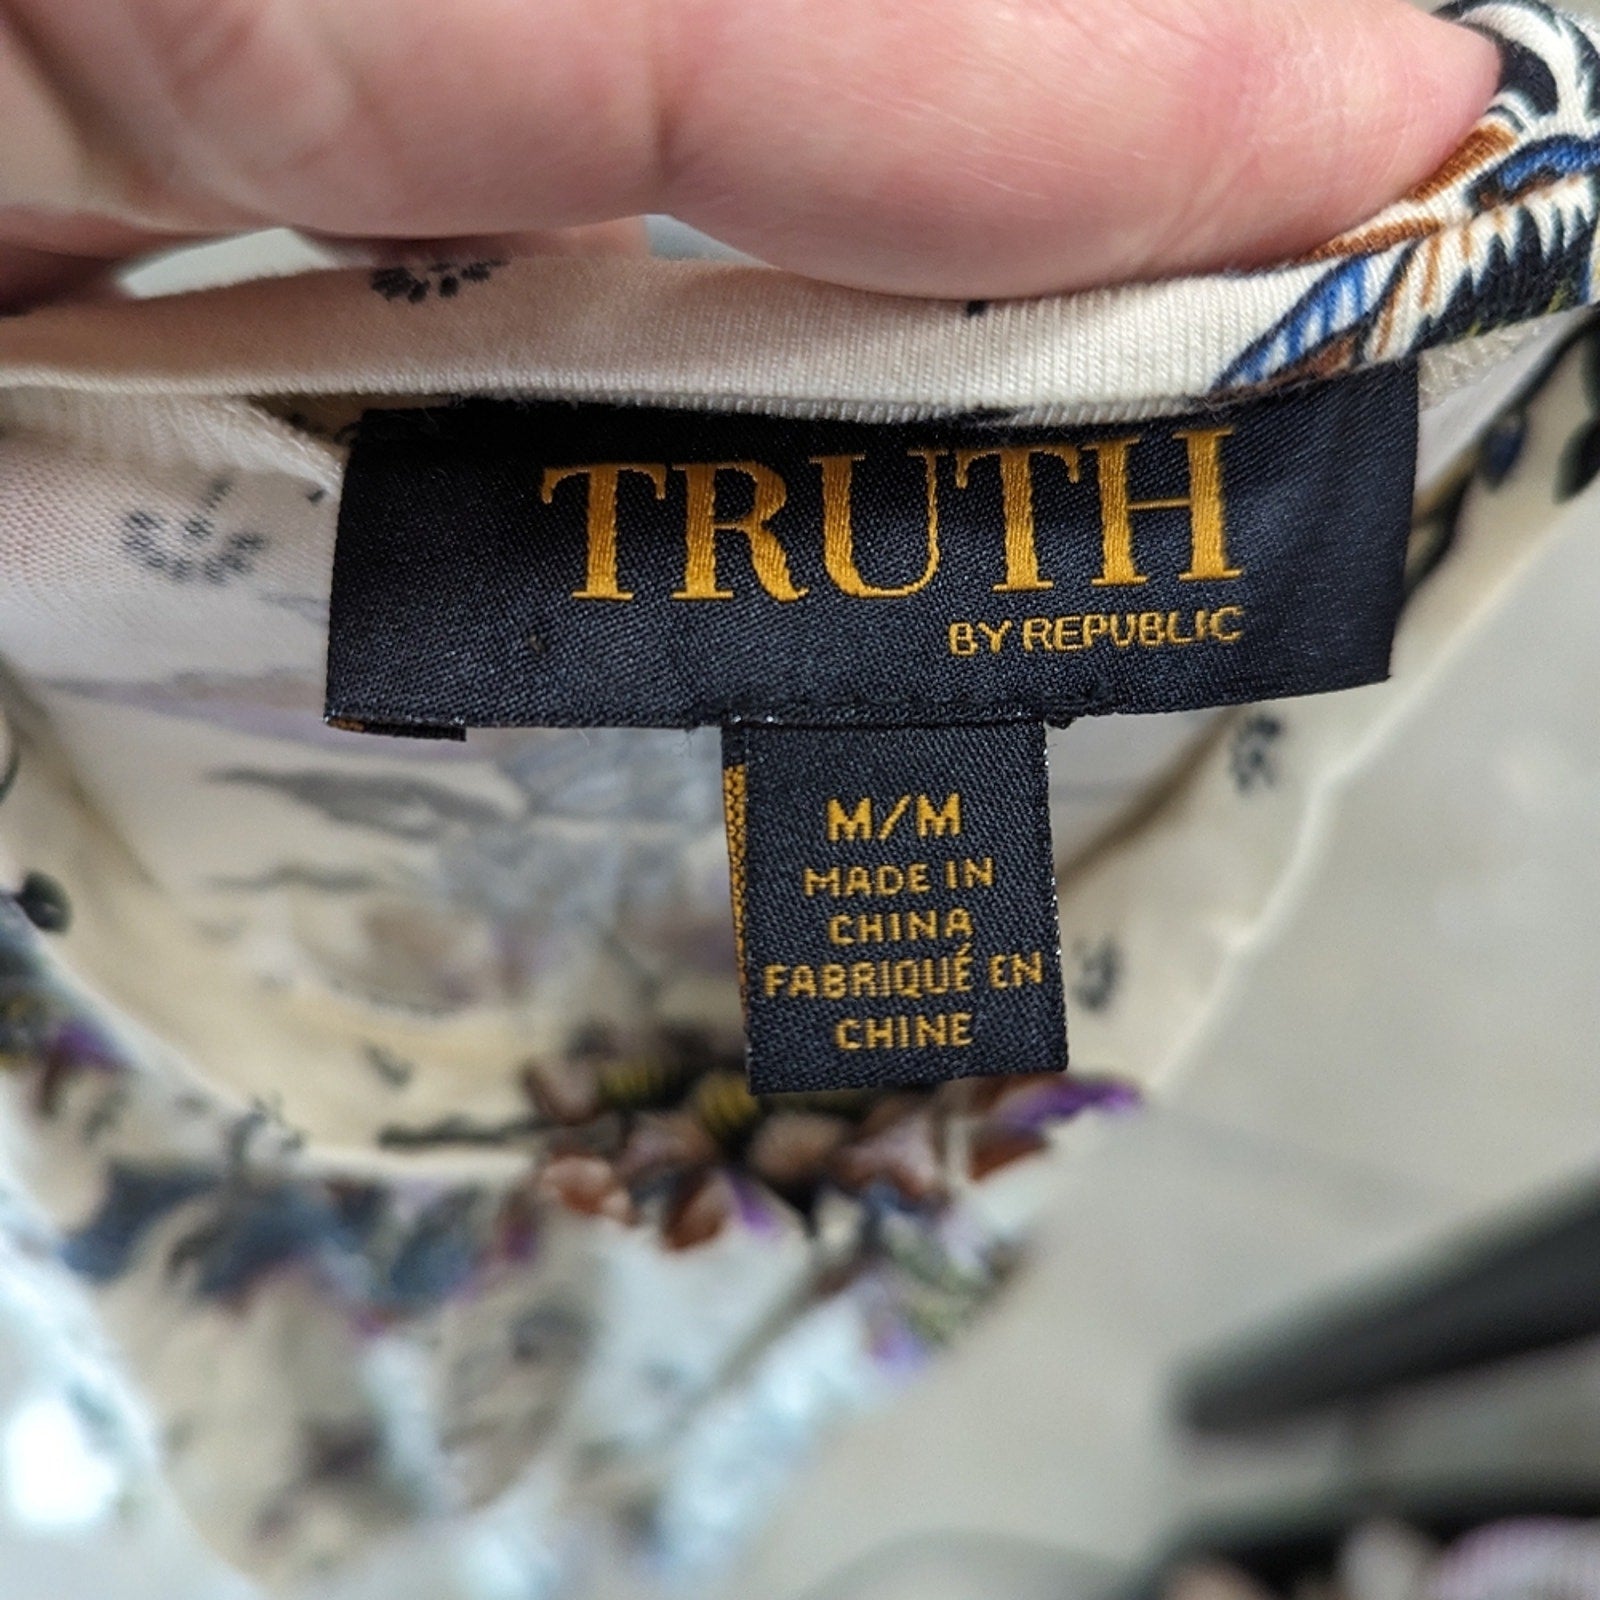 TRUTH
BY REPUBLIC
M/M
MADE IN
CHINA
FABRIQUÉ EN
CHINE